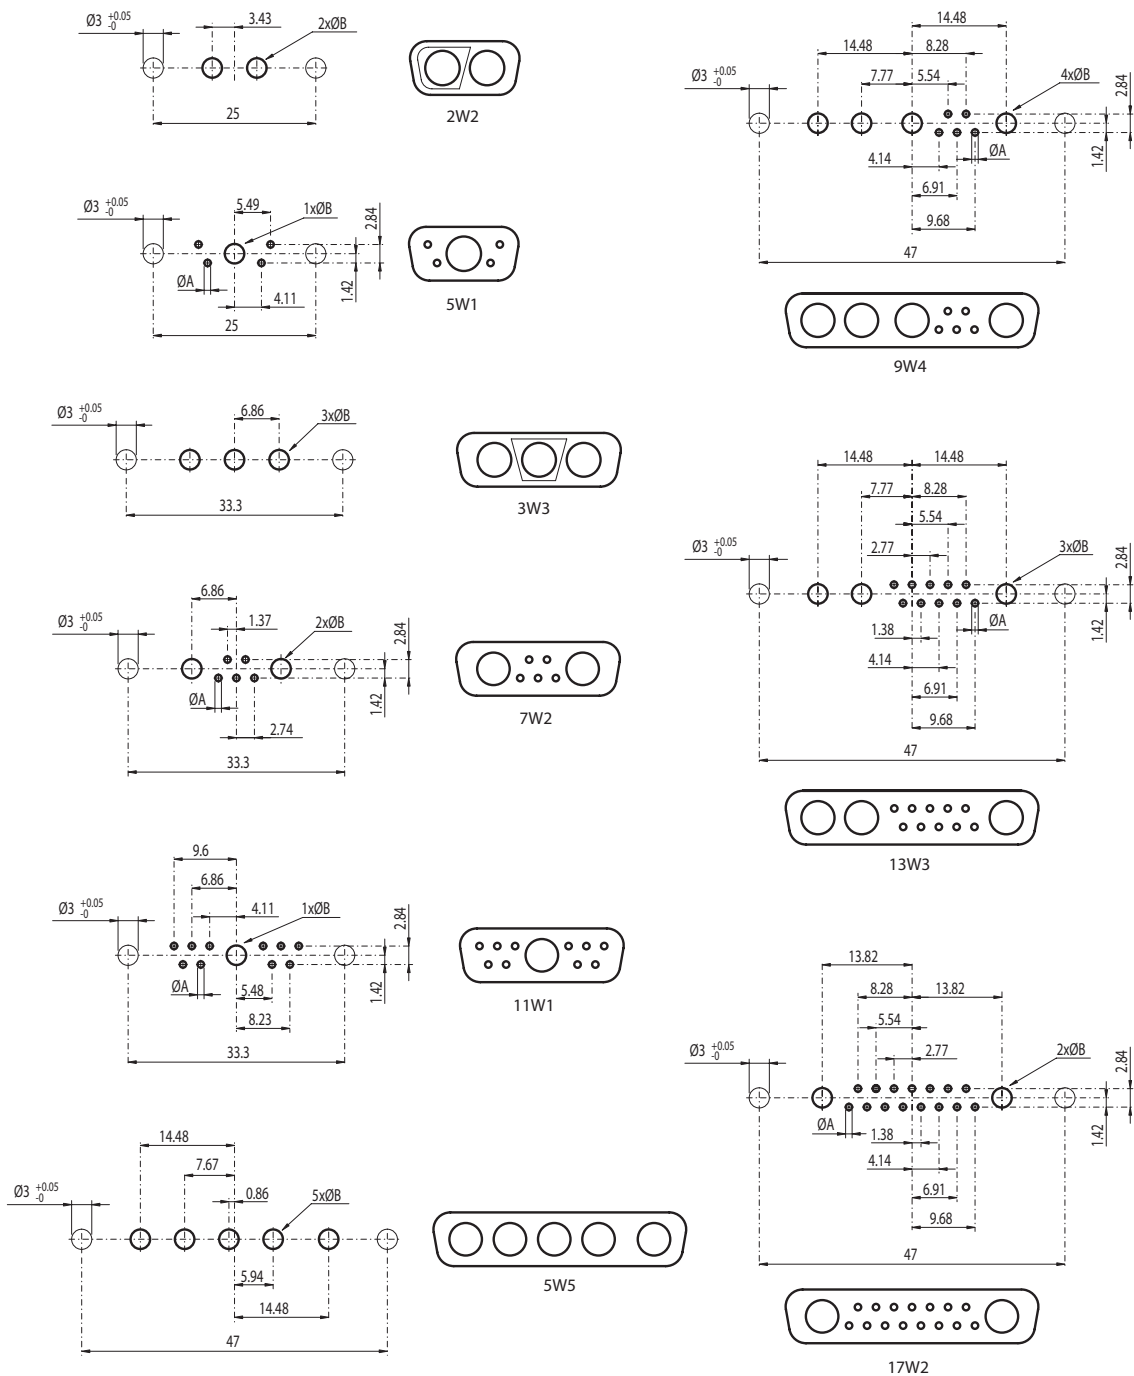 3.43
Ø3 +0.05 -0
2xØB
25
2W2
5.49
Ø3 +0.05 -0
1xØB
2.84
1.42
ØA
4.11
25
5W1
6.86
Ø3 +0.05 -0
3xØB
33.3
3W3
6.86
1.37
Ø3 +0.05 -0
2xØB
2.84
1.42
ØA
2.74
33.3
7W2
9.6
6.86
4.11
Ø3 +0.05 -0
1xØB
2.84
1.42
ØA
5.48
8.23
33.3
11W1
14.48
7.67
0.86
Ø3 +0.05 -0
5xØB
5.94
14.48
47
5W5
14.48
14.48
8.28
7.77
5.54
Ø3 +0.05 -0
4xØB
2.84
1.42
ØA
4.14
6.91
9.68
47
9W4
14.48
14.48
7.77
8.28
5.54
2.77
Ø3 +0.05 -0
3xØB
2.84
1.42
ØA
1.38
4.14
6.91
9.68
47
13W3
13.82
8.28
13.82
5.54
2.77
Ø3 +0.05 -0
2xØB
2.84
1.42
ØA
1.38
4.14
6.91
9.68
47
17W2